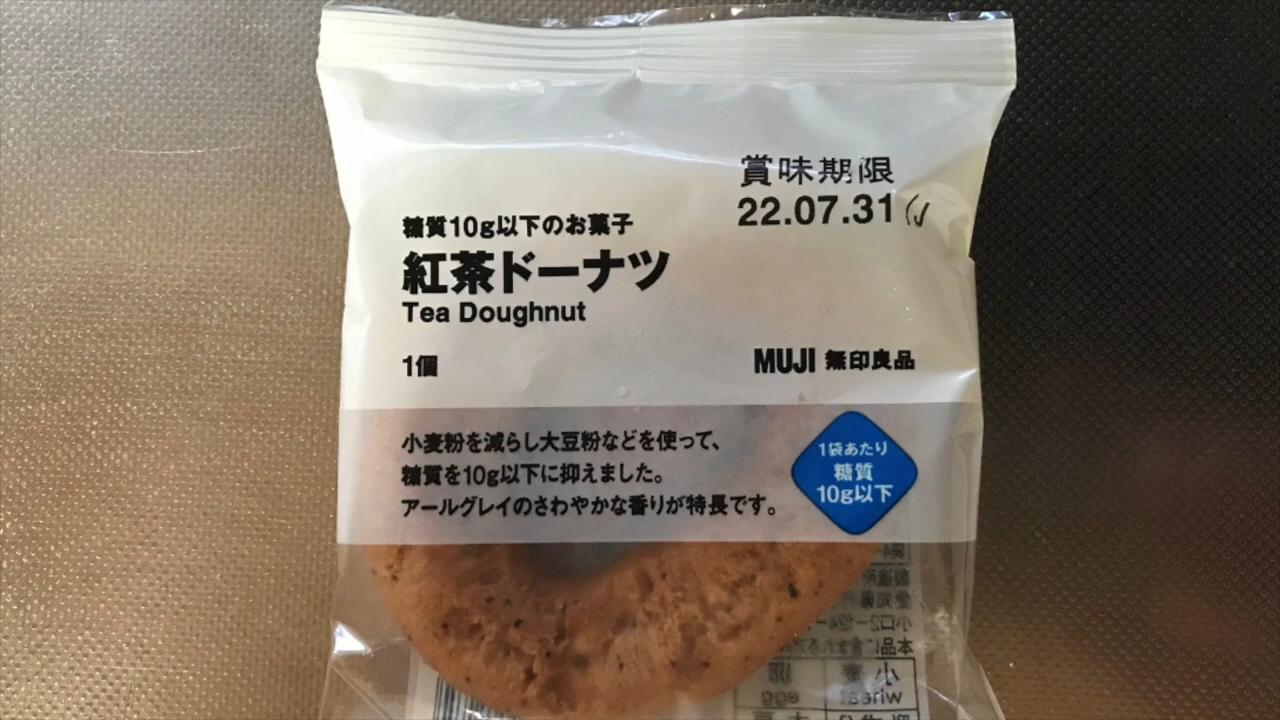 賞味期限
22.07.31
糖質10g以下のお菓子
紅茶ドーナツ
Tea Doughnut
1個
MUJI 無印良品
小麦粉を減らし大豆粉などを使って、
糖質を10g以下に抑えました。
アールグレイのさわやかな香りが特長です。
1袋あたり
糖質
10g以下
小麦
wheat
egg